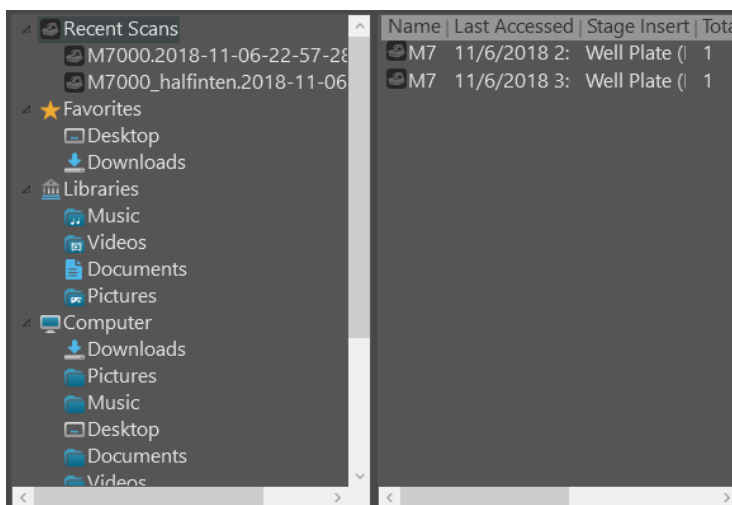 Recent Scans
M7000.2018-11-06-22-57-28
M7000_halfinten.2018-11-06
Favorites
Desktop
Downloads
Libraries
Music
Videos
Documents
Pictures
Computer
Downloads
Pictures
Music
Desktop
Documents
Videos
Name Last Accessed Stage Insert Tota
M7 11/6/2018 2: Well Plate ( 1
M7 11/6/2018 3: Well Plate ( 1